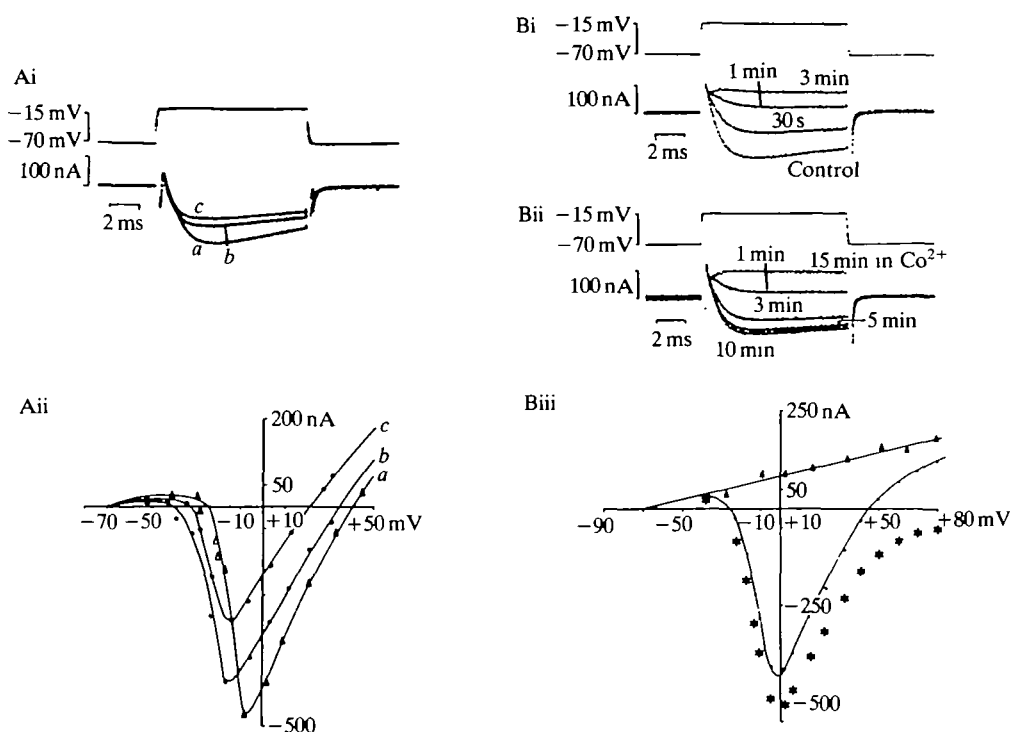 Ai
−15 mV
−70 mV
100 nA
2 ms
c
a
b
Bi
−15 mV
−70 mV
1 min
3 min
100 nA
30 s
2 ms
Control
Bii
−15 mV
−70 mV
1 min
15 min in Co²⁺
100 nA
3 min
5 min
2 ms
10 min
Aii
200 nA
c
b
a
50
−70 −50 −10 +10 +50 mV
−500
Biii
250 nA
50
−90 −50 −10 +10 +50 +80 mV
−250
−500